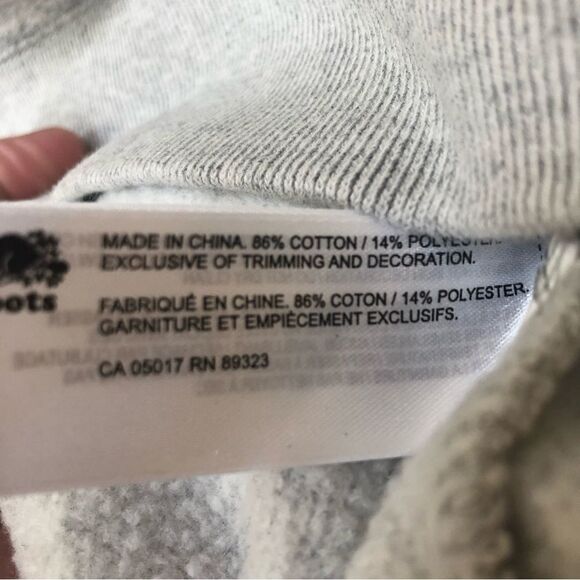 MADE IN CHINA. 86% COTTON / 14% POLYESTER.
EXCLUSIVE OF TRIMMING AND DECORATION.
oots
FABRIQUÉ EN CHINE. 86% COTON / 14% POLYESTER.
GARNITURE ET EMPIÈCEMENT EXCLUSIFS.
CA 05017 RN 89323